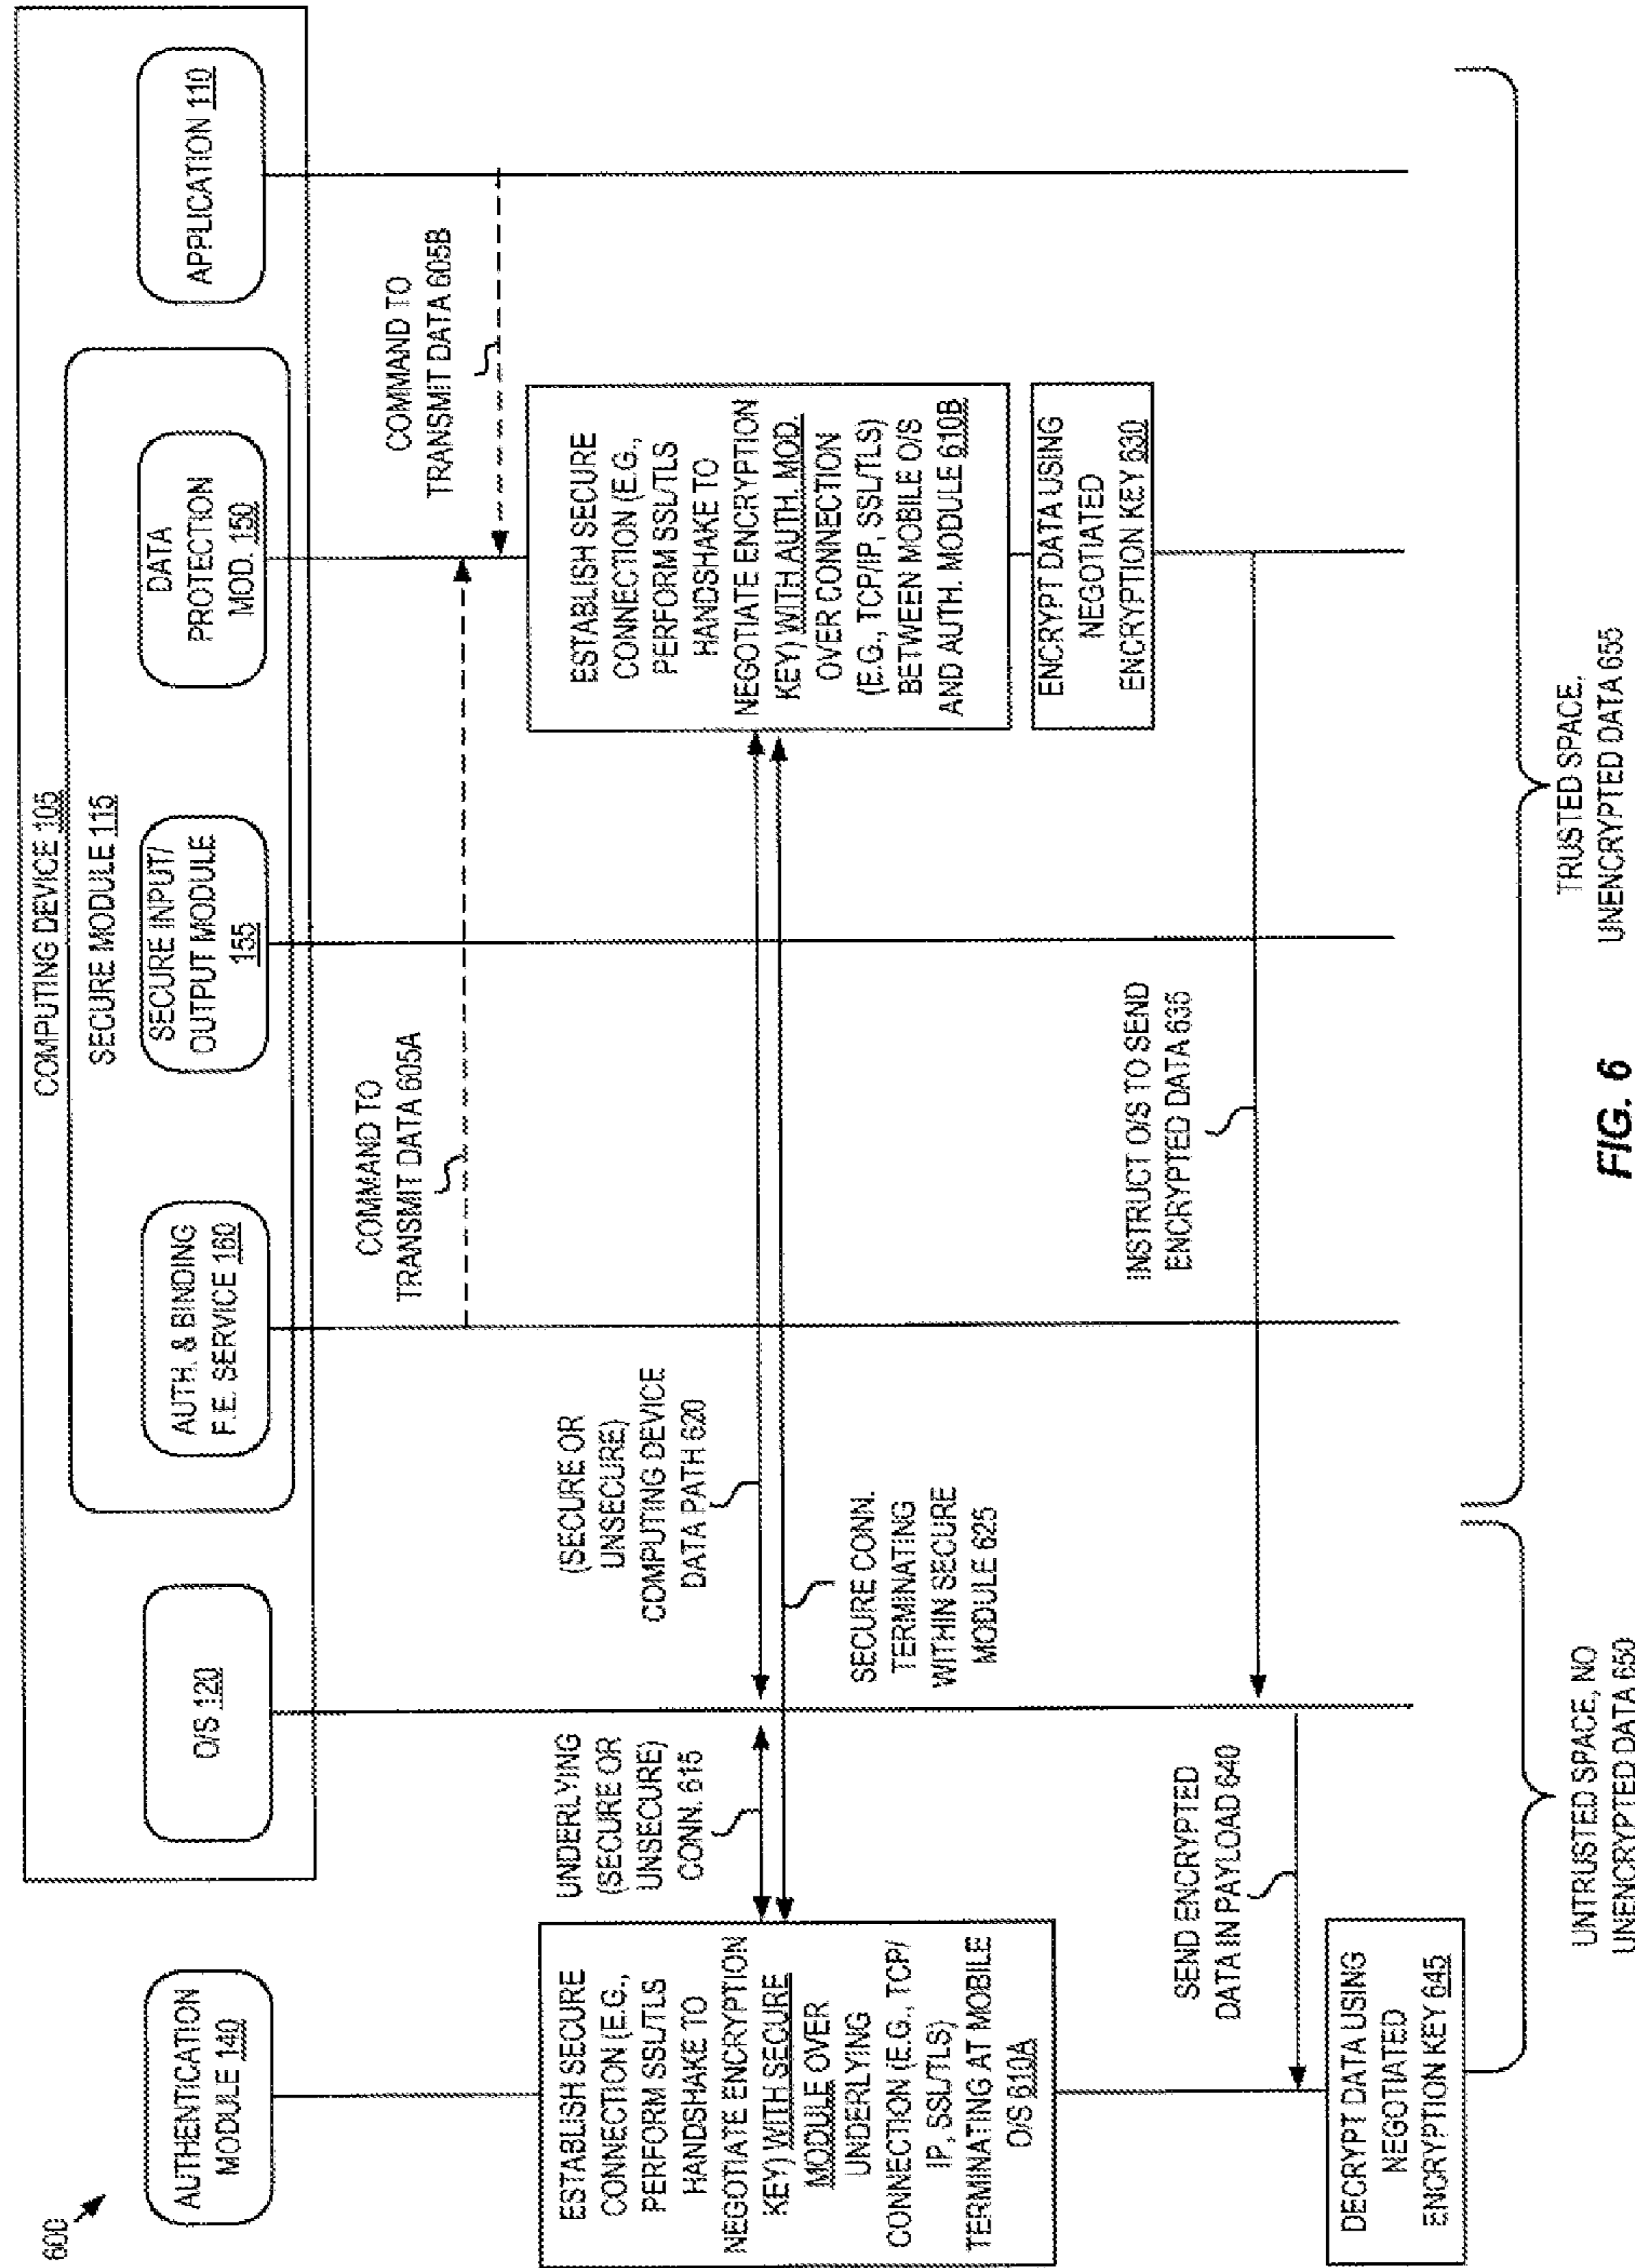 600
COMPUTING DEVICE 105
SECURE MODULE 115
AUTHENTICATION
MODULE 140
O/S 120
AUTH. & BINDING
F.E. SERVICE 160
SECURE INPUT/
OUTPUT MODULE
155
DATA
PROTECTION
MOD. 150
APPLICATION 110
COMMAND TO
TRANSMIT DATA 605A
COMMAND TO
TRANSMIT DATA 605B
ESTABLISH SECURE
CONNECTION (E.G.,
PERFORM SSL/TLS
HANDSHAKE TO
NEGOTIATE ENCRYPTION
KEY) WITH SECURE
MODULE OVER
UNDERLYING
CONNECTION (E.G., TCP/
IP, SSL/TLS)
TERMINATING AT MOBILE
O/S 610A
UNDERLYING
(SECURE OR
UNSECURE)
CONN. 615
(SECURE OR
UNSECURE)
COMPUTING DEVICE
DATA PATH 620
SECURE CONN.
TERMINATING
WITHIN SECURE
MODULE 625
ESTABLISH SECURE
CONNECTION (E.G.,
PERFORM SSL/TLS
HANDSHAKE TO
NEGOTIATE ENCRYPTION
KEY) WITH AUTH. MOD.
OVER CONNECTION
(E.G., TCP/IP, SSL/TLS)
BETWEEN MOBILE O/S
AND AUTH. MODULE 610B
ENCRYPT DATA USING
NEGOTIATED
ENCRYPTION KEY 630
INSTRUCT O/S TO SEND
ENCRYPTED DATA 635
SEND ENCRYPTED
DATA IN PAYLOAD 640
DECRYPT DATA USING
NEGOTIATED
ENCRYPTION KEY 645
UNTRUSTED SPACE, NO
UNENCRYPTED DATA 650
TRUSTED SPACE,
UNENCRYPTED DATA 655
FIG. 6